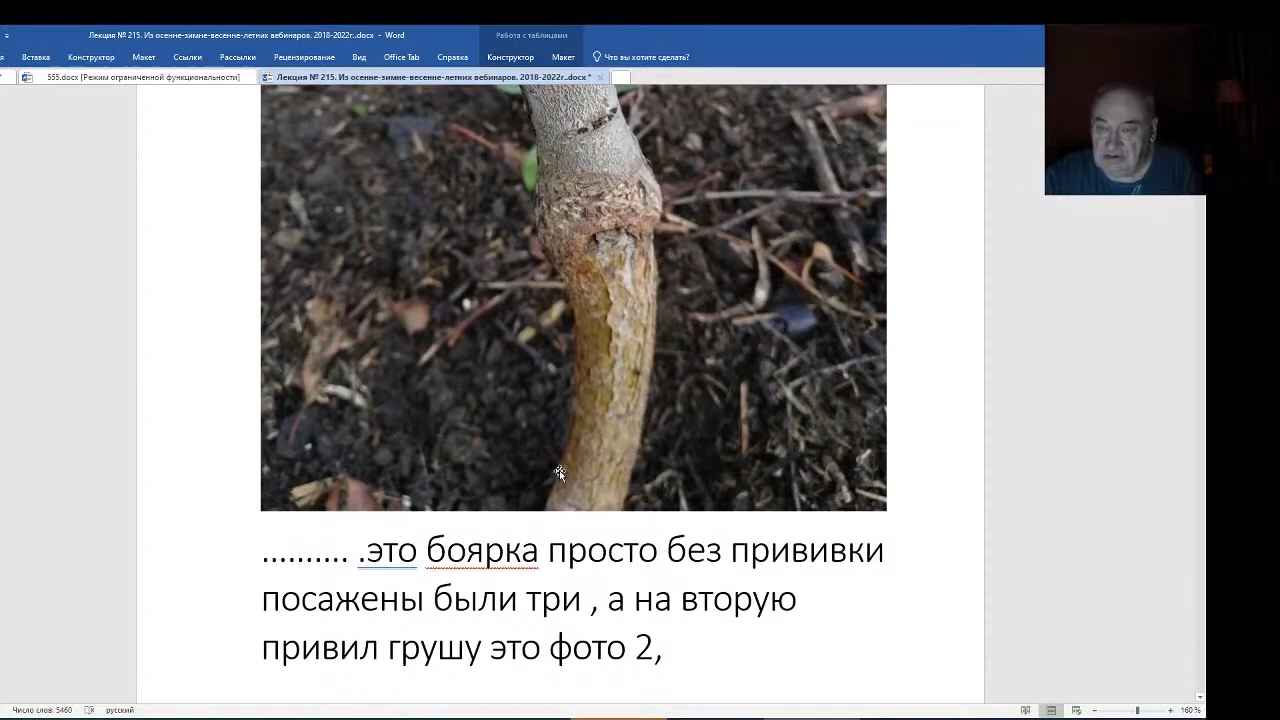 Лекция № 215. Из осенне-зимне-весенне-летних вебинаров. 2018-2022г..docx - Word
Работа с таблицами
Вставка Конструктор Макет Ссылки Рассылки Рецензирование Вид Office Tab Справка Конструктор Макет Что вы хотите сделать?
555.docx [Режим ограниченной функциональности] Лекция № 215. Из осенне-зимне-весенне-летних вебинаров. 2018-2022г..docx *
.......... .это боярка просто без прививки
посажены были три , а на вторую
привил грушу это фото 2,
Число слов: 5460 русский 160 %